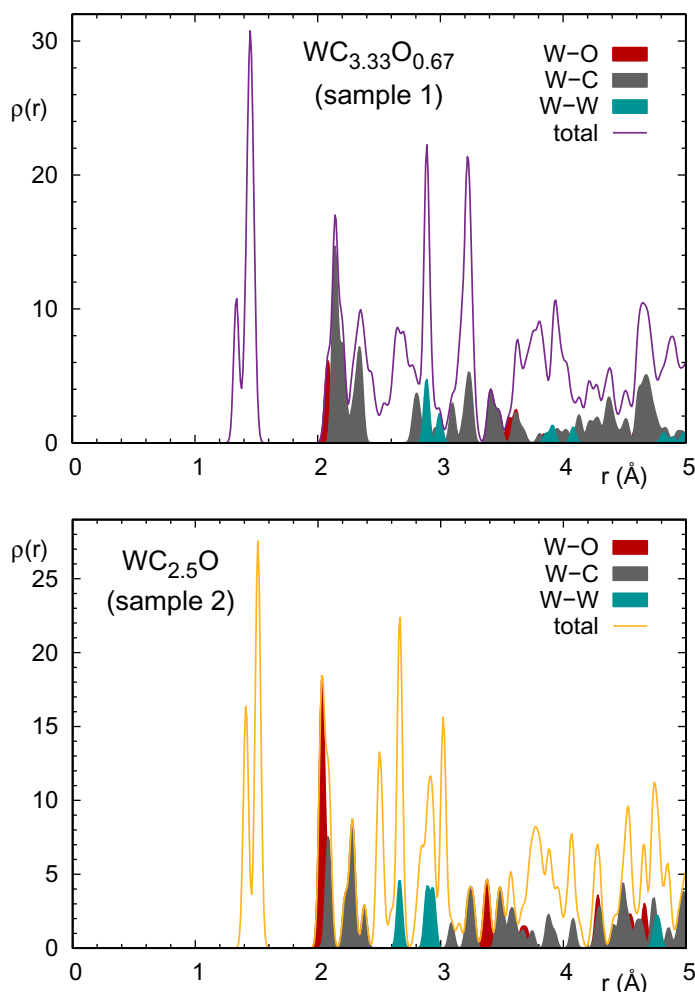 30
20
10
0
ρ(r)
WC3.33O0.67
(sample 1)
W−O
W−C
W−W
total
0 1 2 3 4 5
r (Å)
25
20
15
10
5
0
ρ(r)
WC2.5O
(sample 2)
W−O
W−C
W−W
total
0 1 2 3 4 5
r (Å)